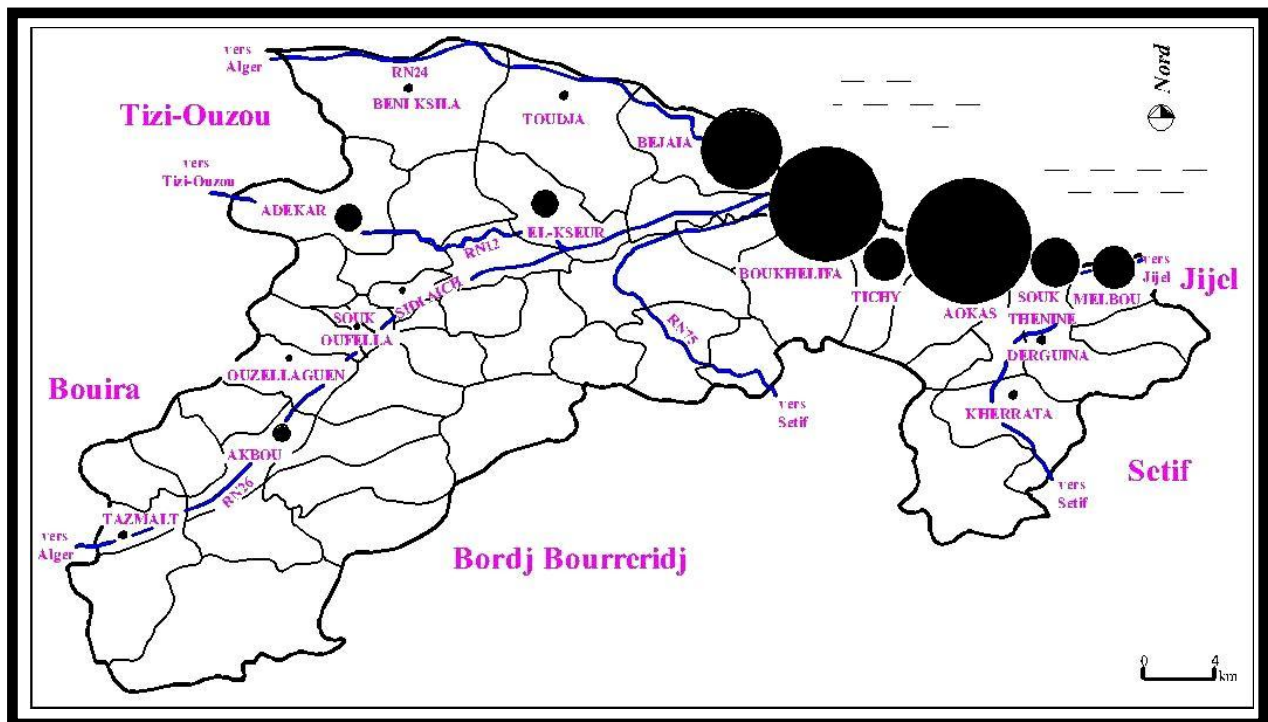 vers
Alger
RN24
BENI KSILA
Tizi-Ouzou
TOUDJA
BEJAIA
Nord
vers
Tizi-Ouzou
ADEKAR
RN12
EL-KSEUR
SIDI AICH
BOUKHELIFA
TICHY
AOKAS
SOUK
THENINE
MELBOU
vers
Jijel
Jijel
SOUK
OUFELLA
RN75
DERGUINA
OUZELLAGUEN
Bouira
vers
Setif
KHERRATA
AKBOU
RN26
vers
Setif
Setif
TAZMALT
vers
Alger
Bordj Bourreridj
0 4
km